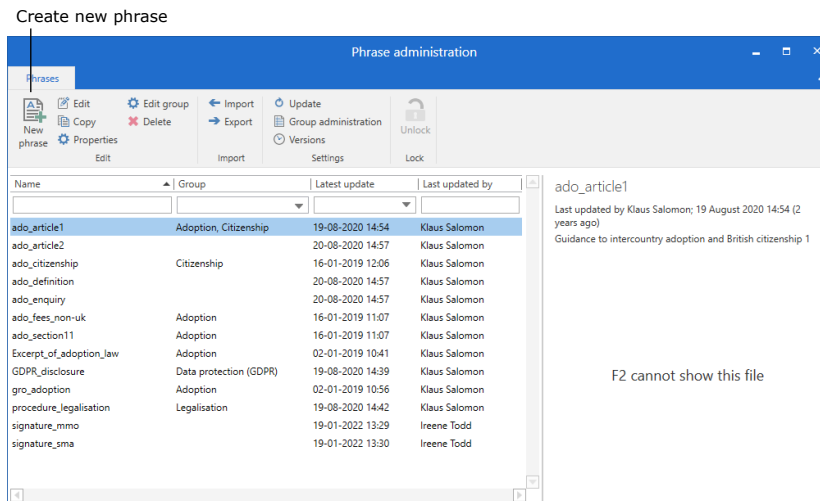 Create new phrase
Phrase administration
Phrases
New phrase
Edit
Copy
Properties
Edit group
Delete
Edit
Import
Export
Import
Update
Group administration
Versions
Settings
Unlock
Lock
Name Group Latest update Last updated by
ado_article1 Adoption, Citizenship 19-08-2020 14:54 Klaus Salomon
ado_article2 20-08-2020 14:57 Klaus Salomon
ado_citizenship Citizenship 16-01-2019 12:06 Klaus Salomon
ado_definition 20-08-2020 14:57 Klaus Salomon
ado_enquiry 20-08-2020 14:57 Klaus Salomon
ado_fees_non-uk Adoption 16-01-2019 11:07 Klaus Salomon
ado_section11 Adoption 16-01-2019 11:07 Klaus Salomon
Excerpt_of_adoption_law Adoption 02-01-2019 10:41 Klaus Salomon
GDPR_disclosure Data protection (GDPR) 19-08-2020 14:39 Klaus Salomon
gro_adoption Adoption 02-01-2019 10:56 Klaus Salomon
procedure_legalisation Legalisation 19-08-2020 14:42 Klaus Salomon
signature_mmo 19-01-2022 13:29 Ireene Todd
signature_sma 19-01-2022 13:30 Ireene Todd
ado_article1
Last updated by Klaus Salomon; 19 August 2020 14:54 (2
years ago)
Guidance to intercountry adoption and British citizenship 1
F2 cannot show this file